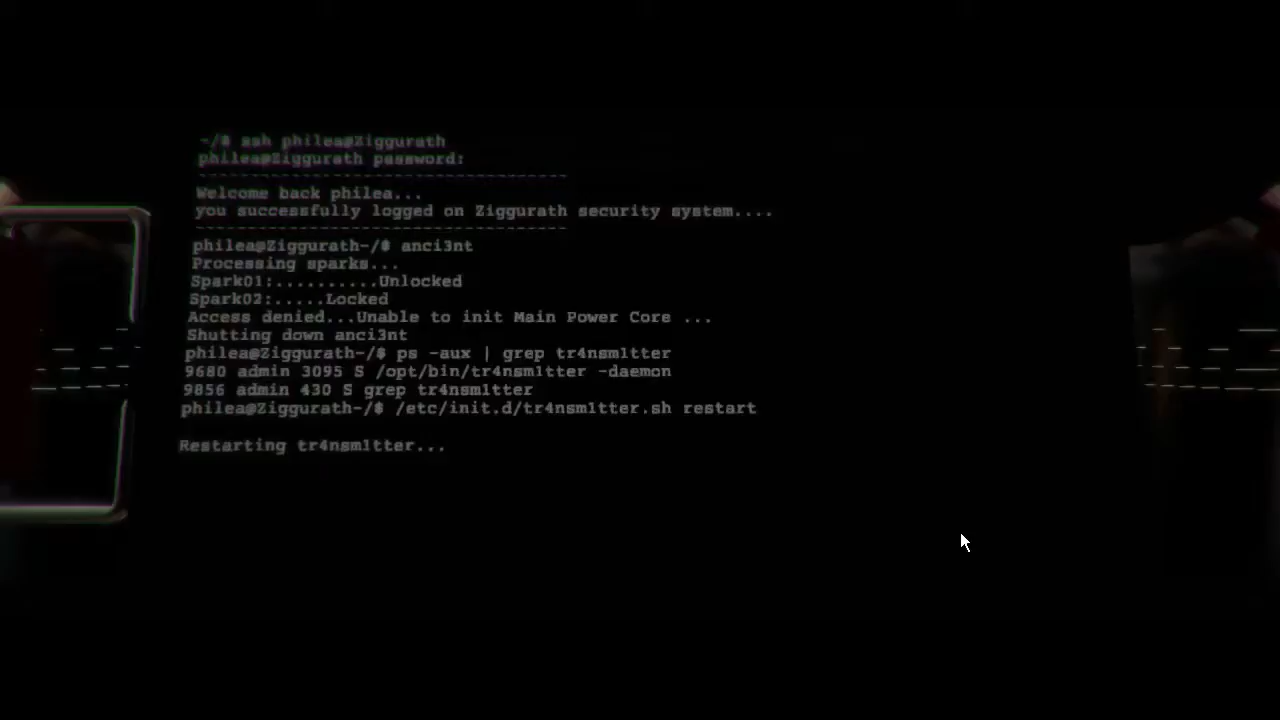 ~/# ssh philea@Ziggurath
philea@Ziggurath password:
-----------------------------------
Welcome back philea...
you successfully logged on Ziggurath security system....
-----------------------------------
philea@Ziggurath~/# anci3nt
Processing sparks...
Spark01:..........Unlocked
Spark02:.....Locked
Access denied...Unable to init Main Power Core ...
Shutting down anci3nt
philea@Ziggurath~/# ps -aux | grep tr4nsm1tter
9680 admin 3095 S /opt/bin/tr4nsm1tter -daemon
9856 admin 430 S grep tr4nsm1tter
philea@Ziggurath~/# /etc/init.d/tr4nsm1tter.sh restart
Restarting tr4nsm1tter...